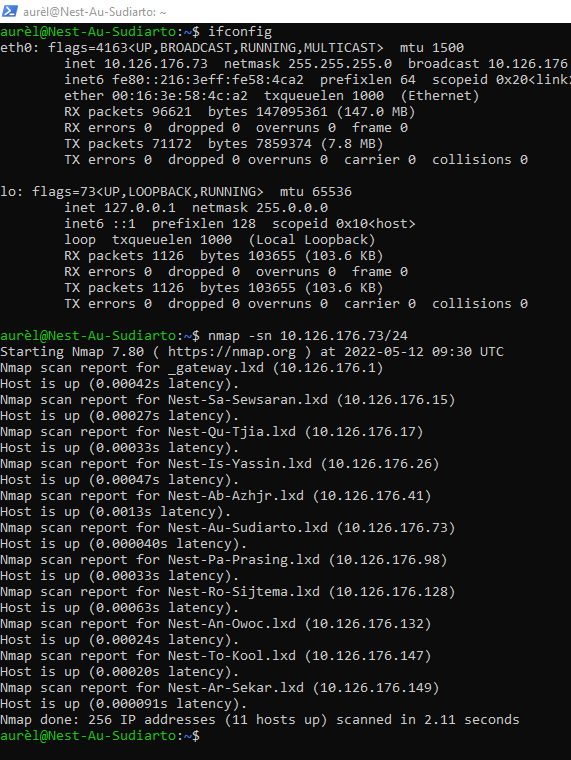 aurèl@Nest-Au-Sudiarto: ~
aurèl@Nest-Au-Sudiarto:~$ ifconfig
eth0: flags=4163<UP,BROADCAST,RUNNING,MULTICAST>  mtu 1500
        inet 10.126.176.73  netmask 255.255.255.0  broadcast 10.126.176
        inet6 fe80::216:3eff:fe58:4ca2  prefixlen 64  scopeid 0x20<link>
        ether 00:16:3e:58:4c:a2  txqueuelen 1000  (Ethernet)
        RX packets 96621  bytes 147095361 (147.0 MB)
        RX errors 0  dropped 0  overruns 0  frame 0
        TX packets 71172  bytes 7859374 (7.8 MB)
        TX errors 0  dropped 0 overruns 0  carrier 0  collisions 0
lo: flags=73<UP,LOOPBACK,RUNNING>  mtu 65536
        inet 127.0.0.1  netmask 255.0.0.0
        inet6 ::1  prefixlen 128  scopeid 0x10<host>
        loop  txqueuelen 1000  (Local Loopback)
        RX packets 1126  bytes 103655 (103.6 KB)
        RX errors 0  dropped 0  overruns 0  frame 0
        TX packets 1126  bytes 103655 (103.6 KB)
        TX errors 0  dropped 0 overruns 0  carrier 0  collisions 0
aurèl@Nest-Au-Sudiarto:~$ nmap -sn 10.126.176.73/24
Starting Nmap 7.80 ( https://nmap.org ) at 2022-05-12 09:30 UTC
Nmap scan report for _gateway.lxd (10.126.176.1)
Host is up (0.00042s latency).
Nmap scan report for Nest-Sa-Sewsaran.lxd (10.126.176.15)
Host is up (0.00027s latency).
Nmap scan report for Nest-Qu-Tjia.lxd (10.126.176.17)
Host is up (0.00033s latency).
Nmap scan report for Nest-Is-Yassin.lxd (10.126.176.26)
Host is up (0.00047s latency).
Nmap scan report for Nest-Ab-Azhjr.lxd (10.126.176.41)
Host is up (0.0013s latency).
Nmap scan report for Nest-Au-Sudiarto.lxd (10.126.176.73)
Host is up (0.000040s latency).
Nmap scan report for Nest-Pa-Prasing.lxd (10.126.176.98)
Host is up (0.00033s latency).
Nmap scan report for Nest-Ro-Sijtema.lxd (10.126.176.128)
Host is up (0.00063s latency).
Nmap scan report for Nest-An-Owoc.lxd (10.126.176.132)
Host is up (0.00024s latency).
Nmap scan report for Nest-To-Kool.lxd (10.126.176.147)
Host is up (0.00020s latency).
Nmap scan report for Nest-Ar-Sekar.lxd (10.126.176.149)
Host is up (0.000091s latency).
Nmap done: 256 IP addresses (11 hosts up) scanned in 2.11 seconds
aurèl@Nest-Au-Sudiarto:~$